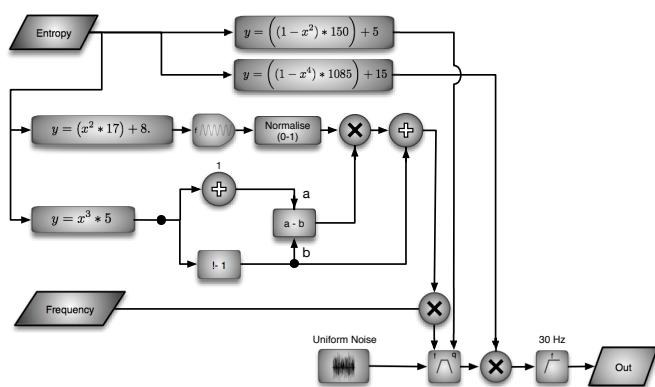 Entropy
y = ((1 − x²) * 150) + 5
y = ((1 − x⁴) * 1085) + 15
y = (x² * 17) + 8.
f
Normalise
(0-1)
1
a
y = x³ * 5
a - b
b
!- 1
Frequency
Uniform Noise
f
q
30 Hz
f
Out